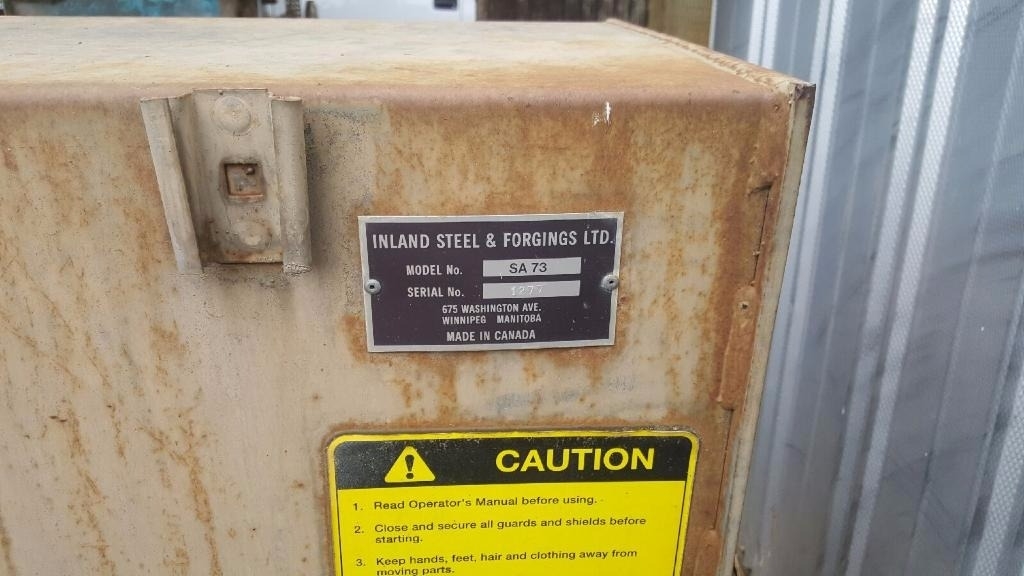 INLAND STEEL & FORGINGS LTD.
MODEL No. SA 73
SERIAL No. 1277
675 WASHINGTON AVE.
WINNIPEG MANITOBA
MADE IN CANADA
CAUTION
1. Read Operator's Manual before using.
2. Close and secure all guards and shields before
starting.
3. Keep hands, feet, hair and clothing away from
moving parts.